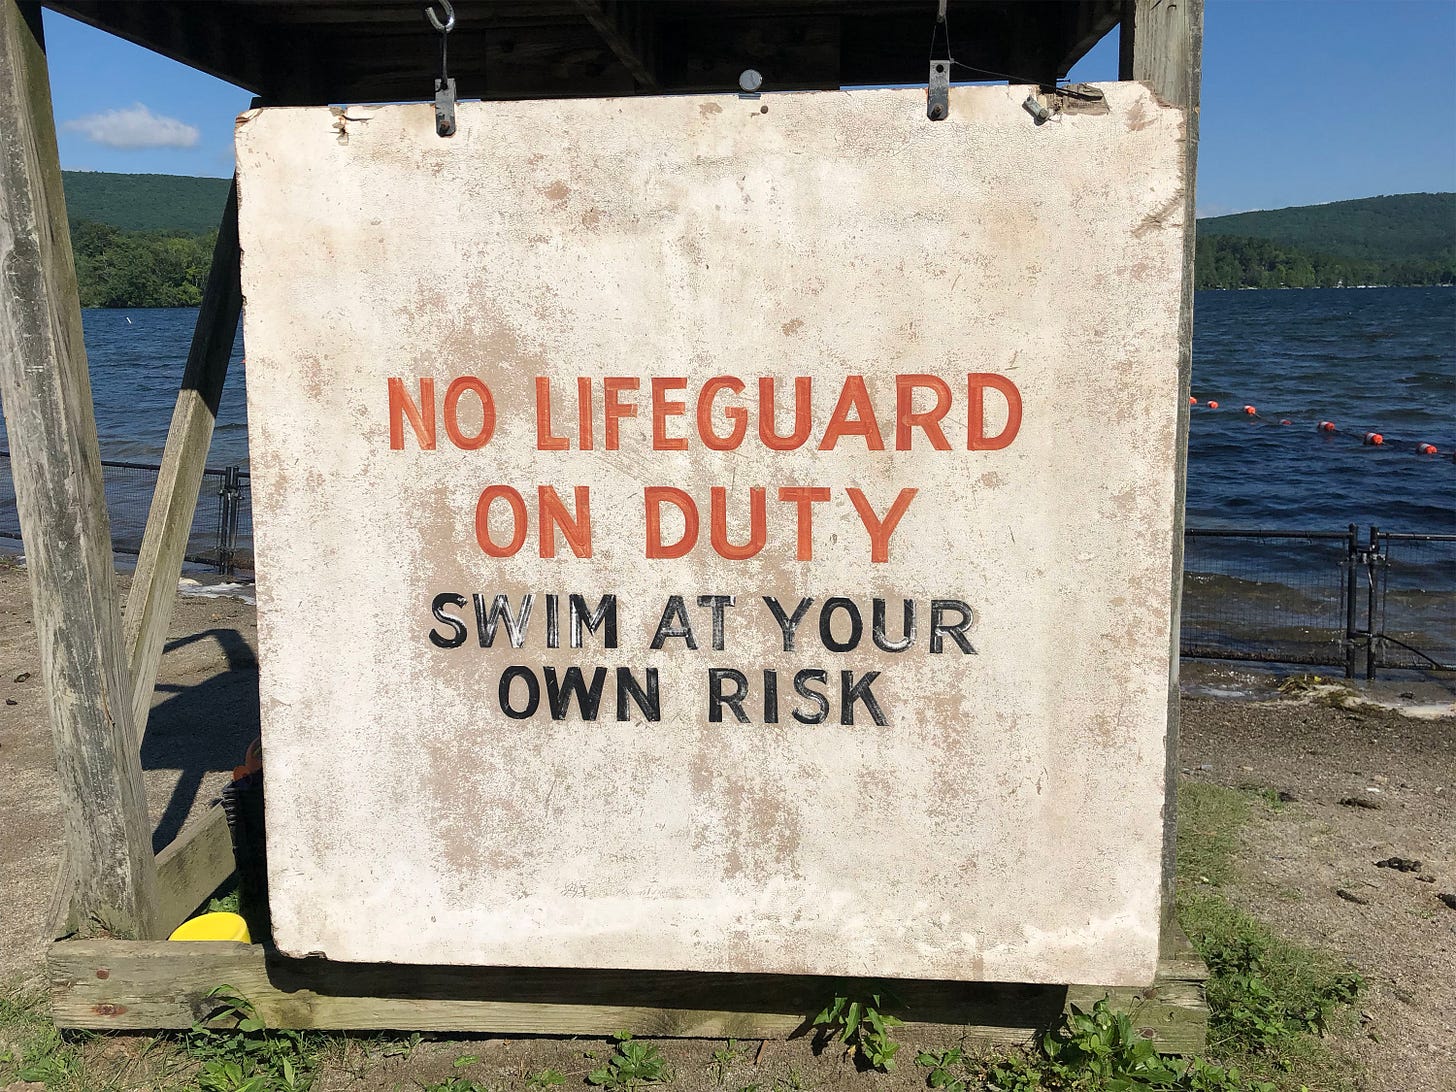 NO LIFEGUARD
ON DUTY
SWIM AT YOUR
OWN RISK